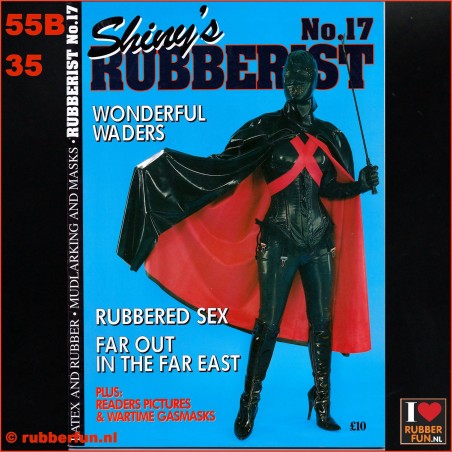 55B
35
Shiny's
No.17
RUBBERIST
WONDERFUL
WADERS
RUBBERED SEX
FAR OUT
IN THE FAR EAST
PLUS:
READERS PICTURES
& WARTIME GASMASKS
£10
ATEX AND RUBBER • MUDLARKING AND MASKS • RUBBERIST No.17
© rubberfun.nl
I
RUBBER
FUN.NL